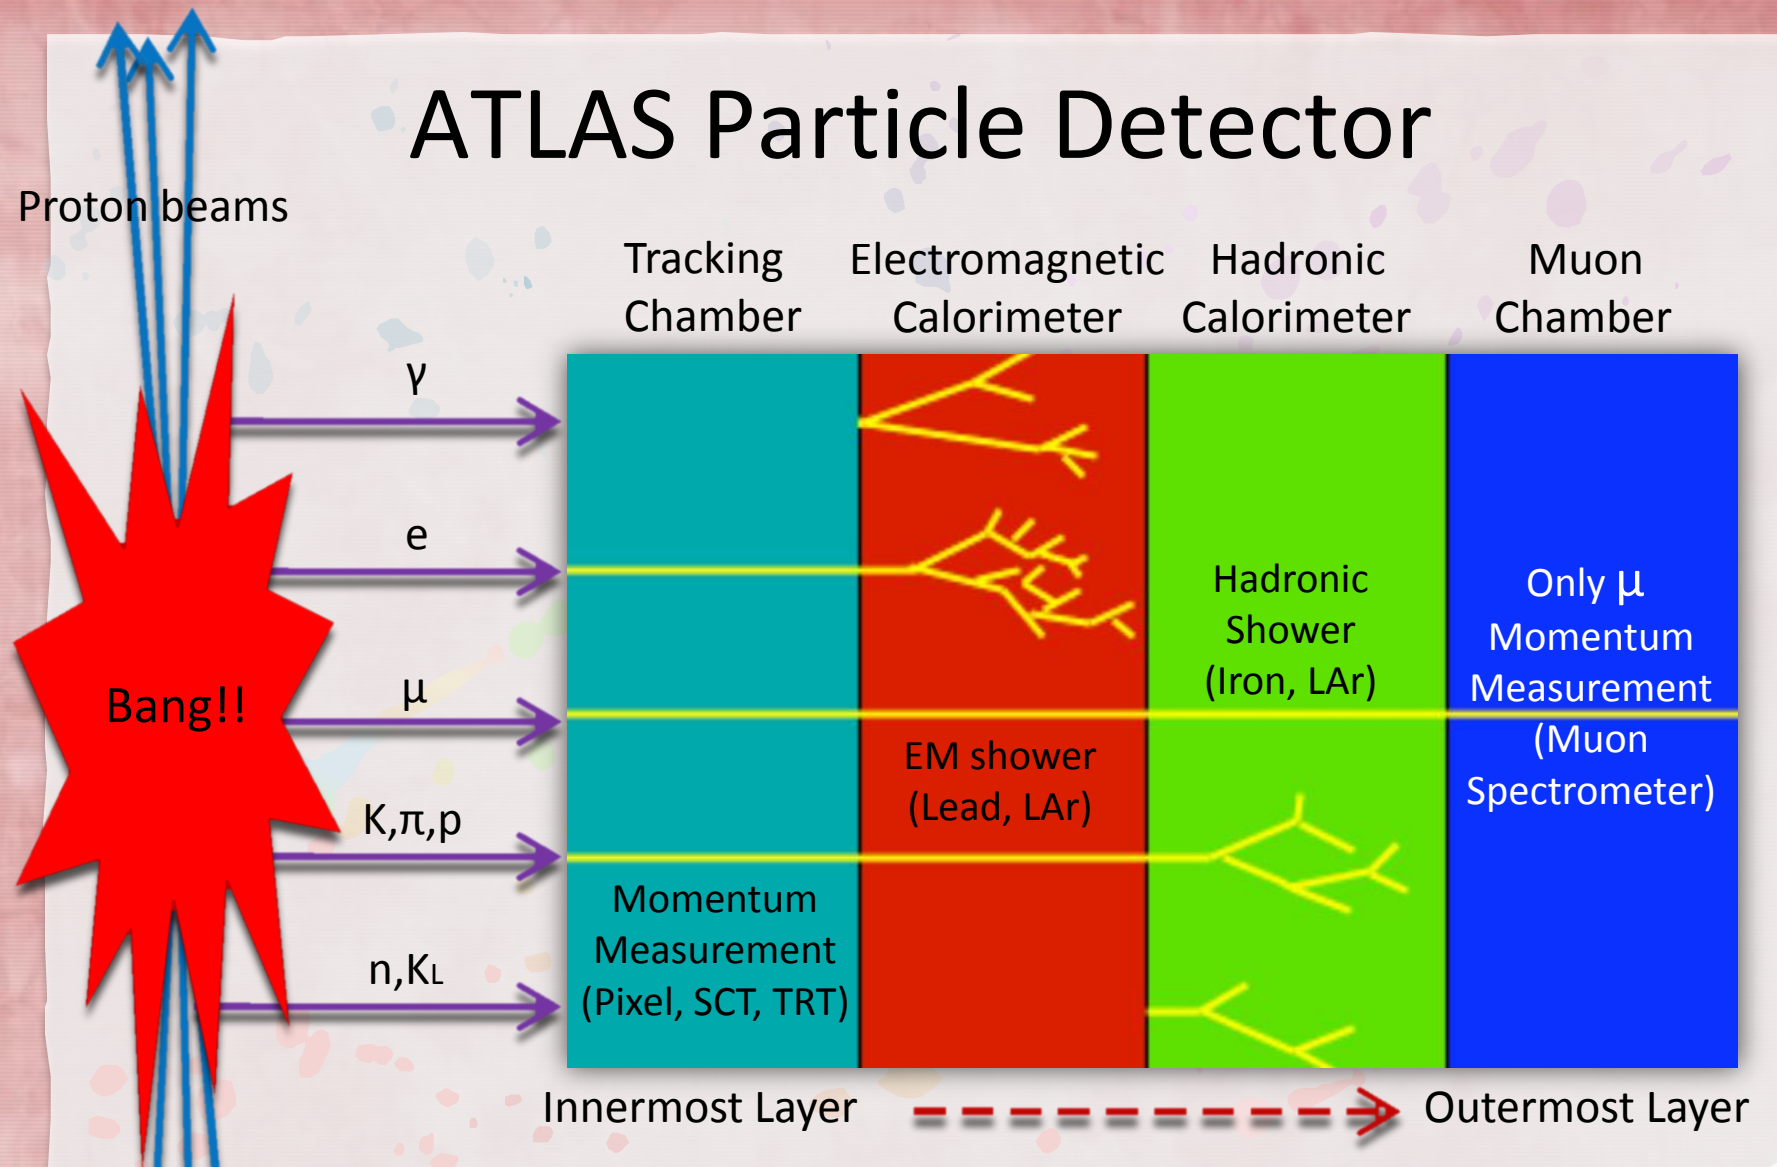 ATLAS Particle Detector
Proton beams
Tracking
Chamber
Electromagnetic
Calorimeter
Hadronic
Calorimeter
Muon
Chamber
γ
e
μ
K,π,p
n,KL
Bang!!
Momentum
Measurement
(Pixel, SCT, TRT)
EM shower
(Lead, LAr)
Hadronic
Shower
(Iron, LAr)
Only μ
Momentum
Measurement
(Muon
Spectrometer)
Innermost Layer
Outermost Layer